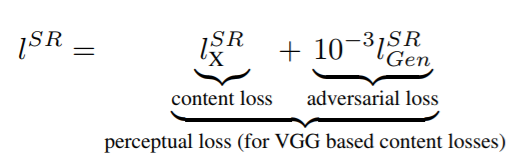 l^{SR} = l_X^{SR} + 10^{-3} l_{Gen}^{SR}
content loss adversarial loss
perceptual loss (for VGG based content losses)